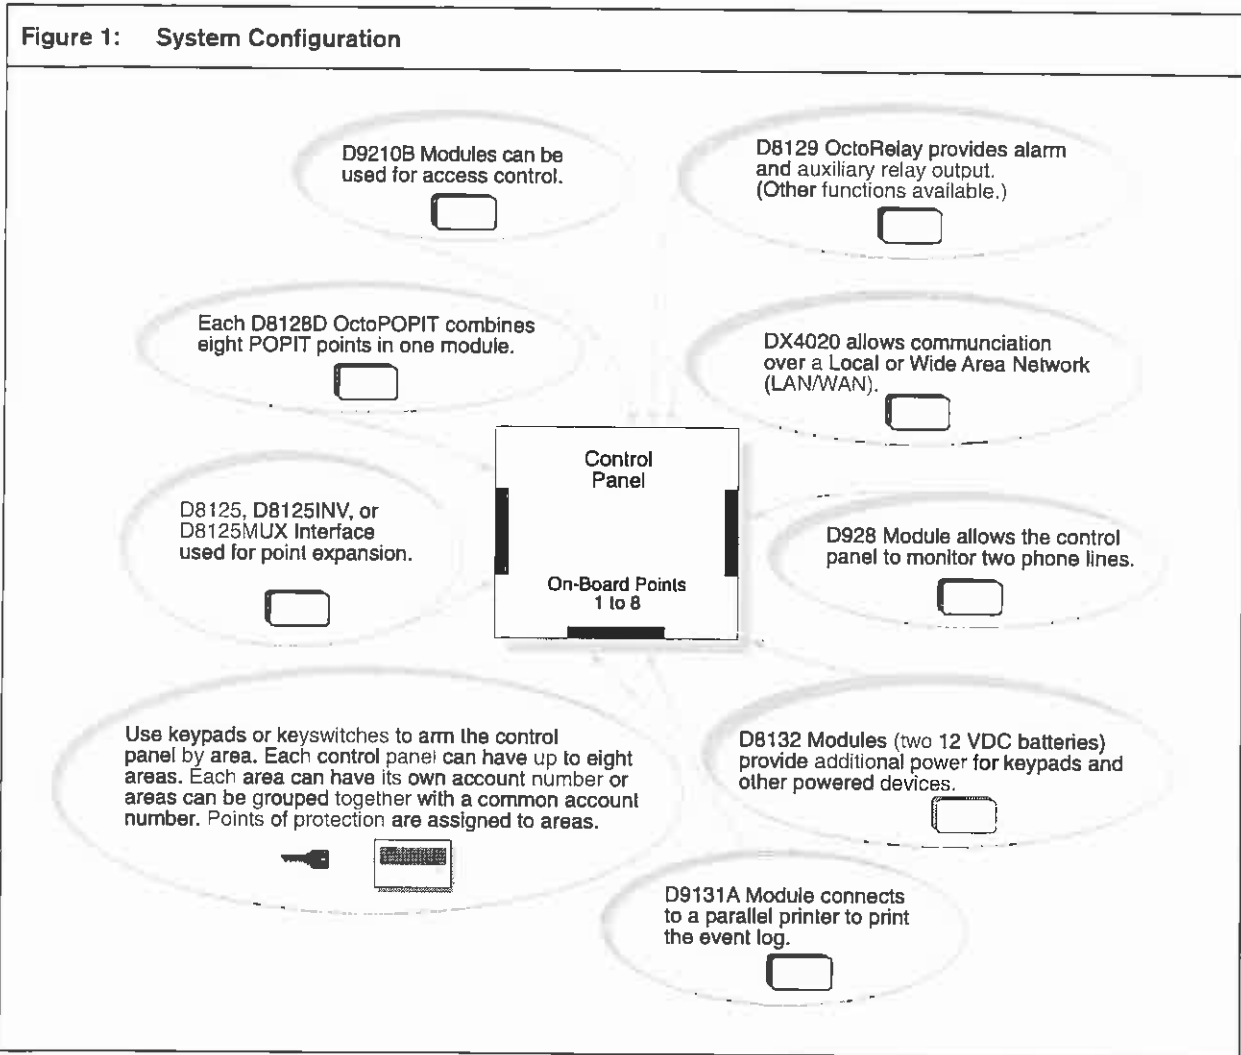 Figure 1: System Configuration
D9210B Modules can be
used for access control.
D8129 OctoRelay provides alarm
and auxiliary relay output.
(Other functions available.)
Each D8128D OctoPOPIT combines
eight POPIT points in one module.
DX4020 allows communciation
over a Local or Wide Area Network
(LAN/WAN).
Control
Panel
On-Board Points
1 to 8
D8125, D8125INV, or
D8125MUX Interface
used for point expansion.
D928 Module allows the control
panel to monitor two phone lines.
Use keypads or keyswitches to arm the control
panel by area. Each control panel can have up to eight
areas. Each area can have its own account number or
areas can be grouped together with a common account
number. Points of protection are assigned to areas.
D8132 Modules (two 12 VDC batteries)
provide additional power for keypads and
other powered devices.
D9131A Module connects
to a parallel printer to print
the event log.